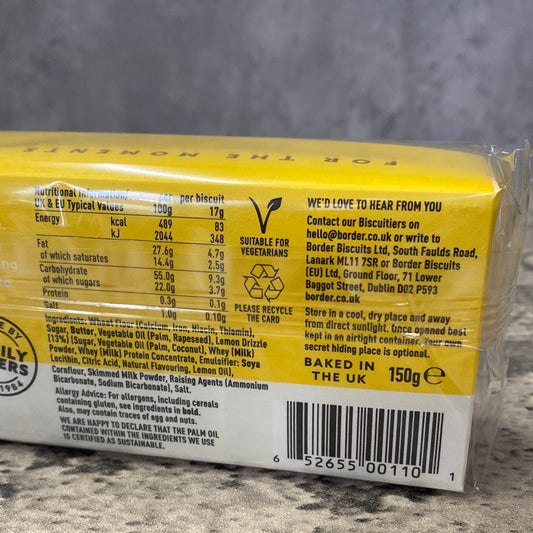 FOR THE MOMENTS
Nutritional Information/ per per biscuit
UK & EU Typical Values 100g 17g
Energy kcal 489 83
kJ 2044 348
Fat 27.6g 4.7g
of which saturates 14.4g 2.5g
Carbohydrate 55.0g 9.3g
of which sugars 22.0g 3.7g
Protein 0.3g 0.1g
Salt 1.0g 0.10g
Ingredients: Wheat Flour (Calcium, Iron, Niacin, Thiamin),
Sugar, Butter, Vegetable Oil (Palm, Rapeseed), Lemon Drizzle
(13%) (Sugar, Vegetable Oil (Palm, Coconut), Whey (Milk)
Powder, Whey (Milk) Protein Concentrate, Emulsifier: Soya
Lecithin, Citric Acid, Natural Flavouring, Lemon Oil),
Cornflour, Skimmed Milk Powder, Raising Agents (Ammonium
Bicarbonate, Sodium Bicarbonate), Salt.
Allergy Advice: For allergens, including cereals
containing gluten, see ingredients in bold.
Also, may contain traces of egg and nuts.
WE ARE HAPPY TO DECLARE THAT THE PALM OIL
CONTAINED WITHIN THE INGREDIENTS WE USE
IS CERTIFIED AS SUSTAINABLE.
SUITABLE FOR
VEGETARIANS
PLEASE RECYCLE
THE CARD
WE'D LOVE TO HEAR FROM YOU
Contact our Biscuitiers on
hello@border.co.uk or write to
Border Biscuits Ltd, South Faulds Road,
Lanark ML11 7SR or Border Biscuits
(EU) Ltd, Ground Floor, 71 Lower
Baggot Street, Dublin D02 P593
border.co.uk
Store in a cool, dry place and away
from direct sunlight. Once opened best
kept in an airtight container. Your own
secret hiding place is optional.
BAKED IN
THE UK 150g e
6 52655 00110 1
BY
1984